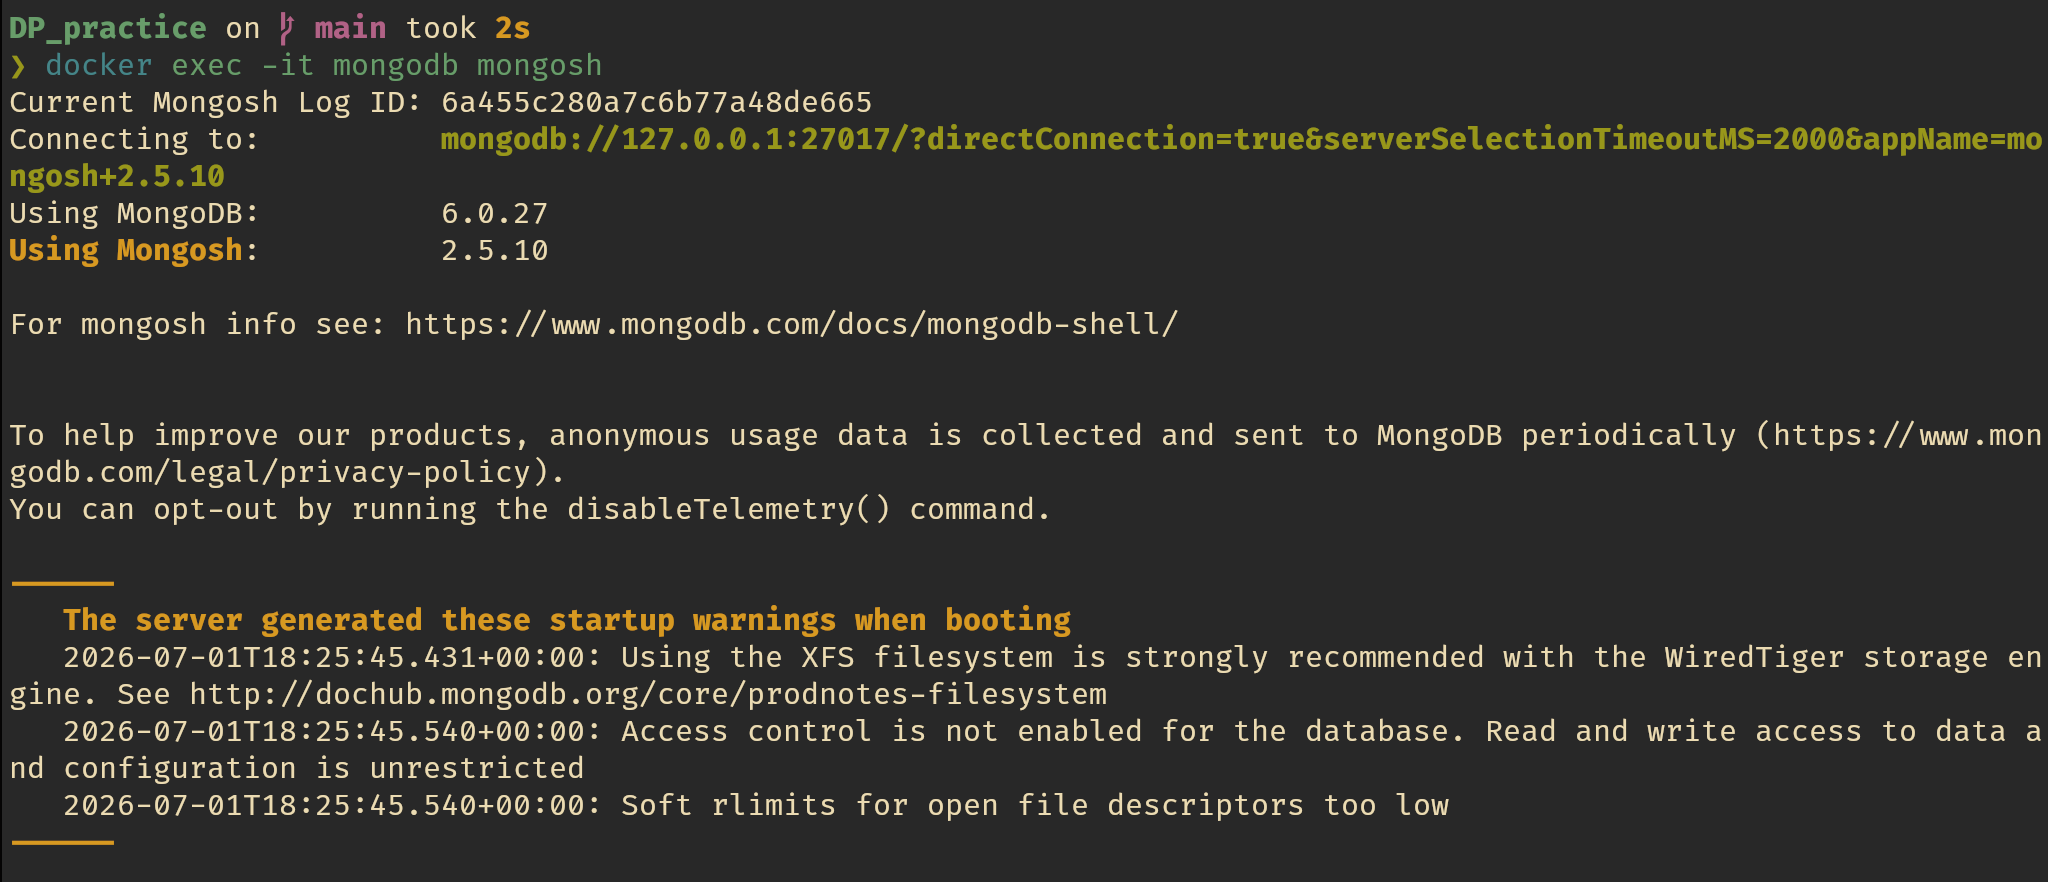 DP_practice on main took 2s
❯ docker exec -it mongodb mongosh
Current Mongosh Log ID: 6a455c280a7c6b77a48de665
Connecting to:          mongodb://127.0.0.1:27017/?directConnection=true&serverSelectionTimeoutMS=2000&appName=mo
ngosh+2.5.10
Using MongoDB:          6.0.27
Using Mongosh:          2.5.10
For mongosh info see: https://www.mongodb.com/docs/mongodb-shell/
To help improve our products, anonymous usage data is collected and sent to MongoDB periodically (https://www.mon
godb.com/legal/privacy-policy).
You can opt-out by running the disableTelemetry() command.
------
   The server generated these startup warnings when booting
   2026-07-01T18:25:45.431+00:00: Using the XFS filesystem is strongly recommended with the WiredTiger storage en
gine. See http://dochub.mongodb.org/core/prodnotes-filesystem
   2026-07-01T18:25:45.540+00:00: Access control is not enabled for the database. Read and write access to data a
nd configuration is unrestricted
   2026-07-01T18:25:45.540+00:00: Soft rlimits for open file descriptors too low
------